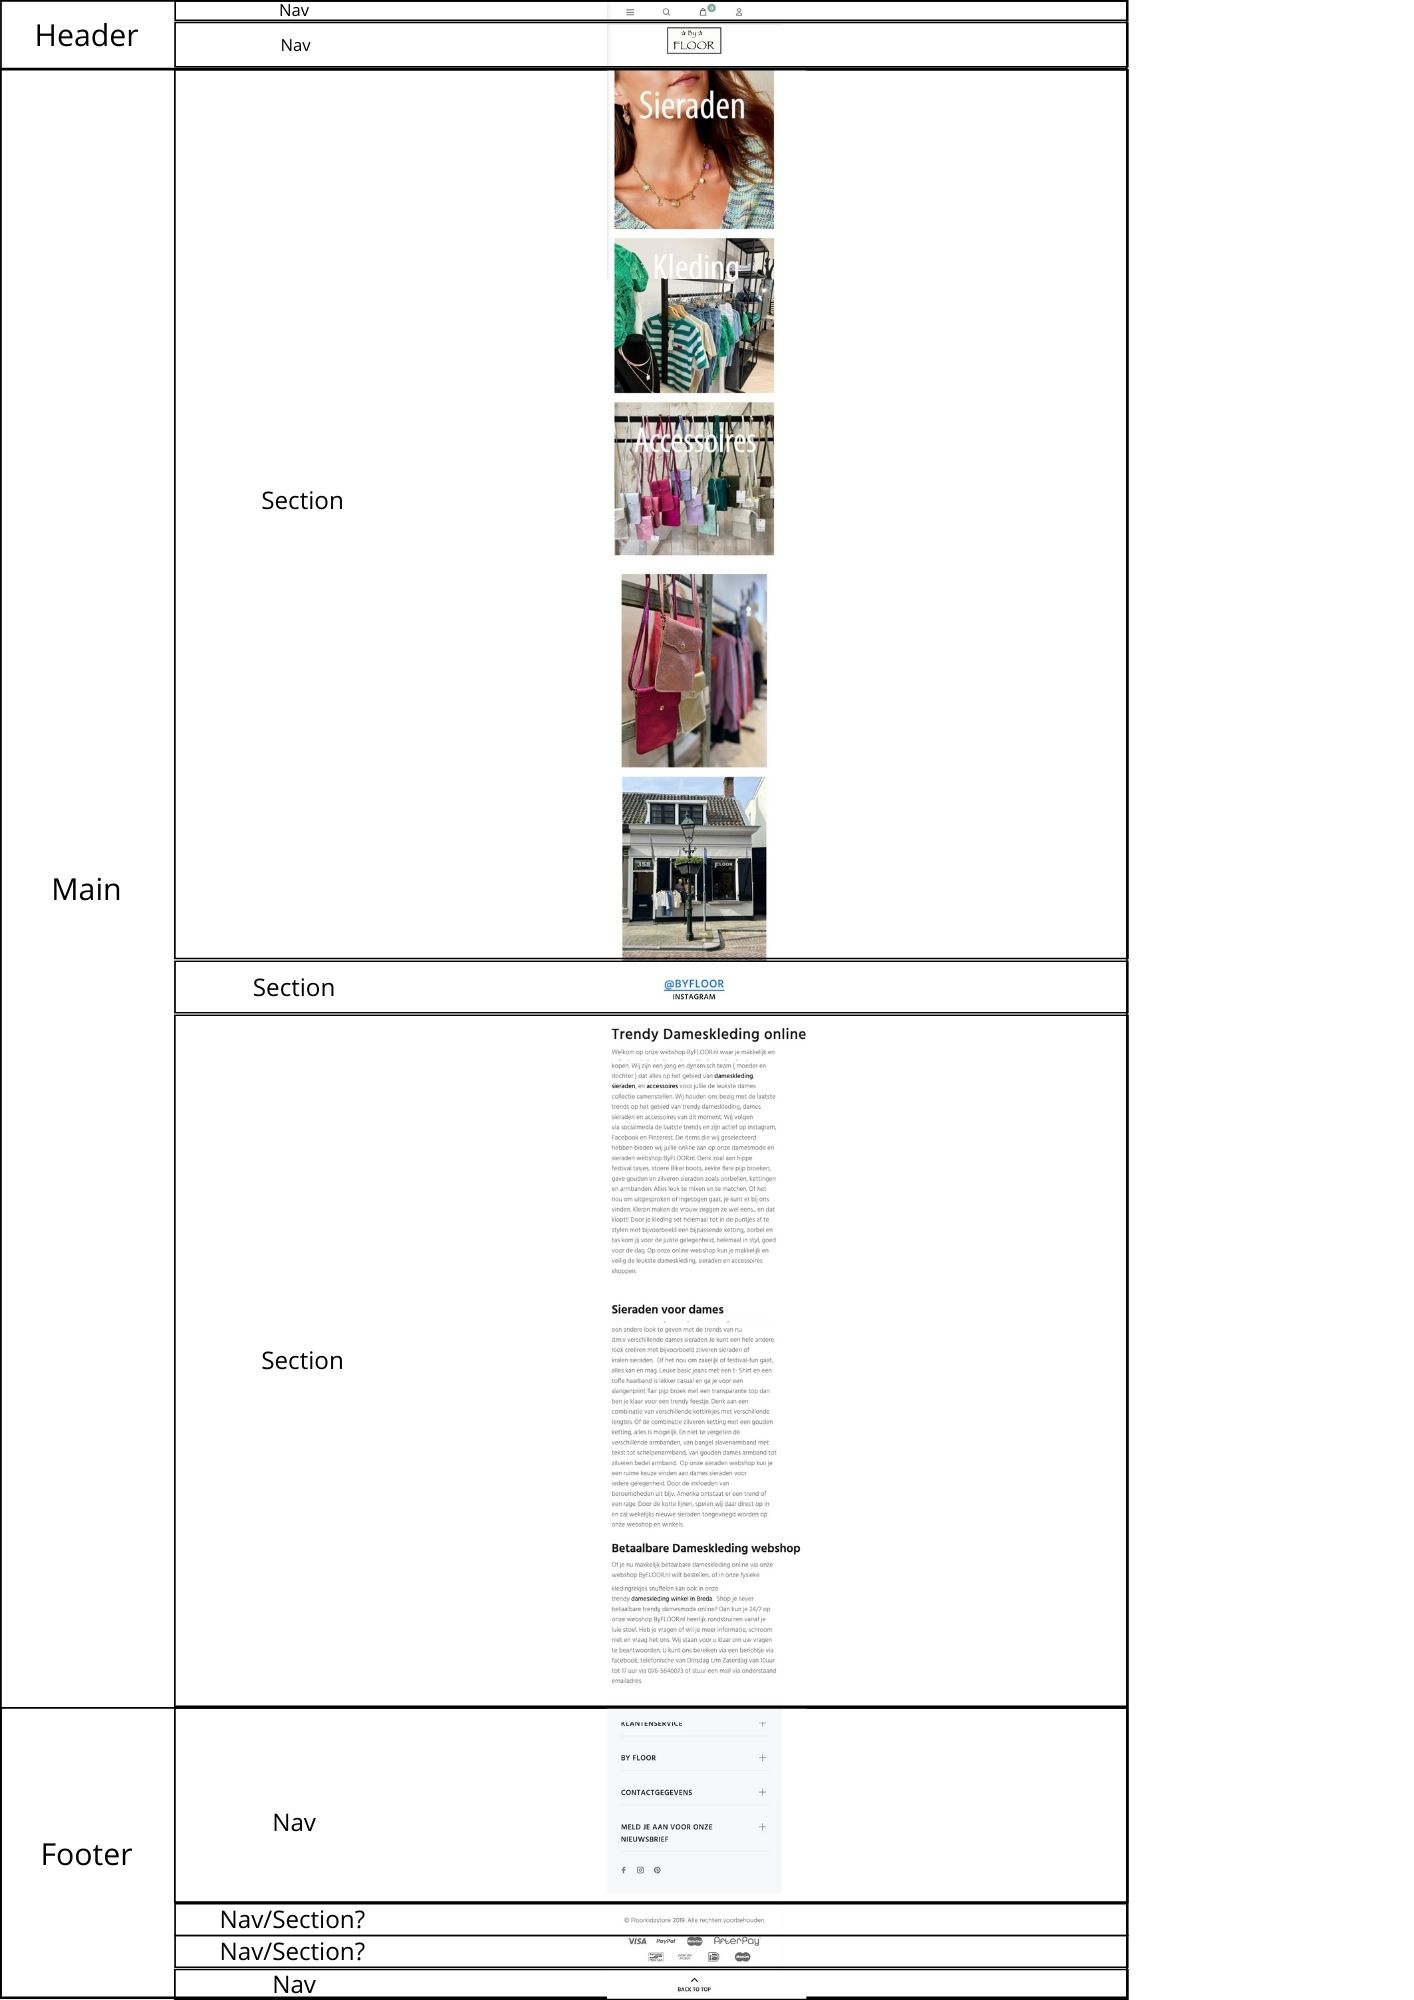 Header
Nav
0
Nav
By
FLOOR
Main
Section
Sieraden
Kleding
Accessoires
358
FLOOR
Section
@BYFLOOR
INSTAGRAM
Section
Trendy Dameskleding online
Welkom op onze webshop ByFLOOR.nl waar je makkelijk en
kopen. Wij zijn een jong en dynamisch team ( moeder en
dochter ) dat alles op het gebied van dameskleding,
sieraden, en accessoires voor jullie de leukste dames
collectie samenstellen. Wij houden ons bezig met de laatste
trends op het gebied van trendy dameskleding, dames
sieraden en accessoires van dit moment. Wij volgen
via socialmedia de laatste trends en zijn actief op Instagram,
Facebook en Pinterest. De items die wij geselecteerd
hebben bieden wij jullie online aan op onze damesmode en
sieraden webshop ByFLOOR.nl. Denk zoal aan hippe
festival tasjes, stoere Biker boots, kekke flare pijp broeken,
gave gouden en zilveren sieraden zoals oorbellen, kettingen
en armbanden. Alles leuk te mixen en te matchen. Of het
nou om uitgesproken of ingetogen gaat, je kunt er bij ons
vinden. Kleren maken de vrouw zeggen ze wel eens.. en dat
klopt!! Door je kleding set helemaal tot in de puntjes af te
stylen met bijvoorbeeld een bijpassende ketting, oorbel en
tas kom jij voor de juiste gelegenheid, helemaal in styl, goed
voor de dag. Op onze online webshop kun je makkelijk en
veilig de leukste dameskleding, sieraden en accessoires
shoppen.
Sieraden voor dames
een andere look te geven met de trends van nu
d.m.v verschillende dames sieraden Je kunt een hele andere
look creëren met bijvoorbeeld zilveren sieraden of
kralen sieraden. Of het nou om zakelijk of festival-fun gaat,
alles kan en mag. Leuke basic jeans met een t- Shirt en een
toffe haarband is lekker casual en ga je voor een
slangenprint flair pijp broek met een transparante top dan
ben je klaar voor een trendy feestje. Denk aan een
combinatie van verschillende kettinkjes met verschillende
lengtes. Of de combinatie zilveren ketting met een gouden
ketting, alles is mogelijk. En niet te vergeten de
verschillende armbanden, van bangel slavenarmband met
tekst tot schelpenarmband, van gouden dames armband tot
zilveren bedel armband. Op onze sieraden webshop kun je
een ruime keuze vinden aan dames sieraden voor
iedere gelegenheid. Door de invloeden van
beroemdheden uit bijv. Amerika ontstaat er een trend of
een rage. Door de korte lijnen, spelen wij daar direct op in
en zal wekelijks nieuwe sieraden toegevoegd worden op
onze webshop en winkels.
Betaalbare Dameskleding webshop
Of je nu makkelijk betaalbare dameskleding online via onze
webshop ByFLOOR.nl wilt bestellen, of in onze fysieke
kledingrekjes snuffelen kan ook in onze
trendy dameskleding winkel in Breda. Shop je liever
betaalbare trendy damesmode online? Dan kun je 24/7 op
onze webshop ByFLOOR.nl heerlijk rondstruinen vanaf je
luie stoel. Heb je vragen of wil je meer informatie, schroom
niet en vraag het ons. Wij staan voor u klaar om uw vragen
te beantwoorden. U kunt ons bereiken via een berichtje via
facebook, telefonische van Dinsdag t/m Zaterdag van 10uur
tot 17 uur via 076-5640073 of stuur een mail via onderstaand
emailadres
Footer
Nav
KLANTENSERVICE
BY FLOOR
CONTACTGEGEVENS
MELD JE AAN VOOR ONZE
NIEUWSBRIEF
Nav/Section?
© Floorkidzstore 2019. Alle rechten voorbehouden
Nav/Section?
VISA PayPal AfterPay
Nav
BACK TO TOP